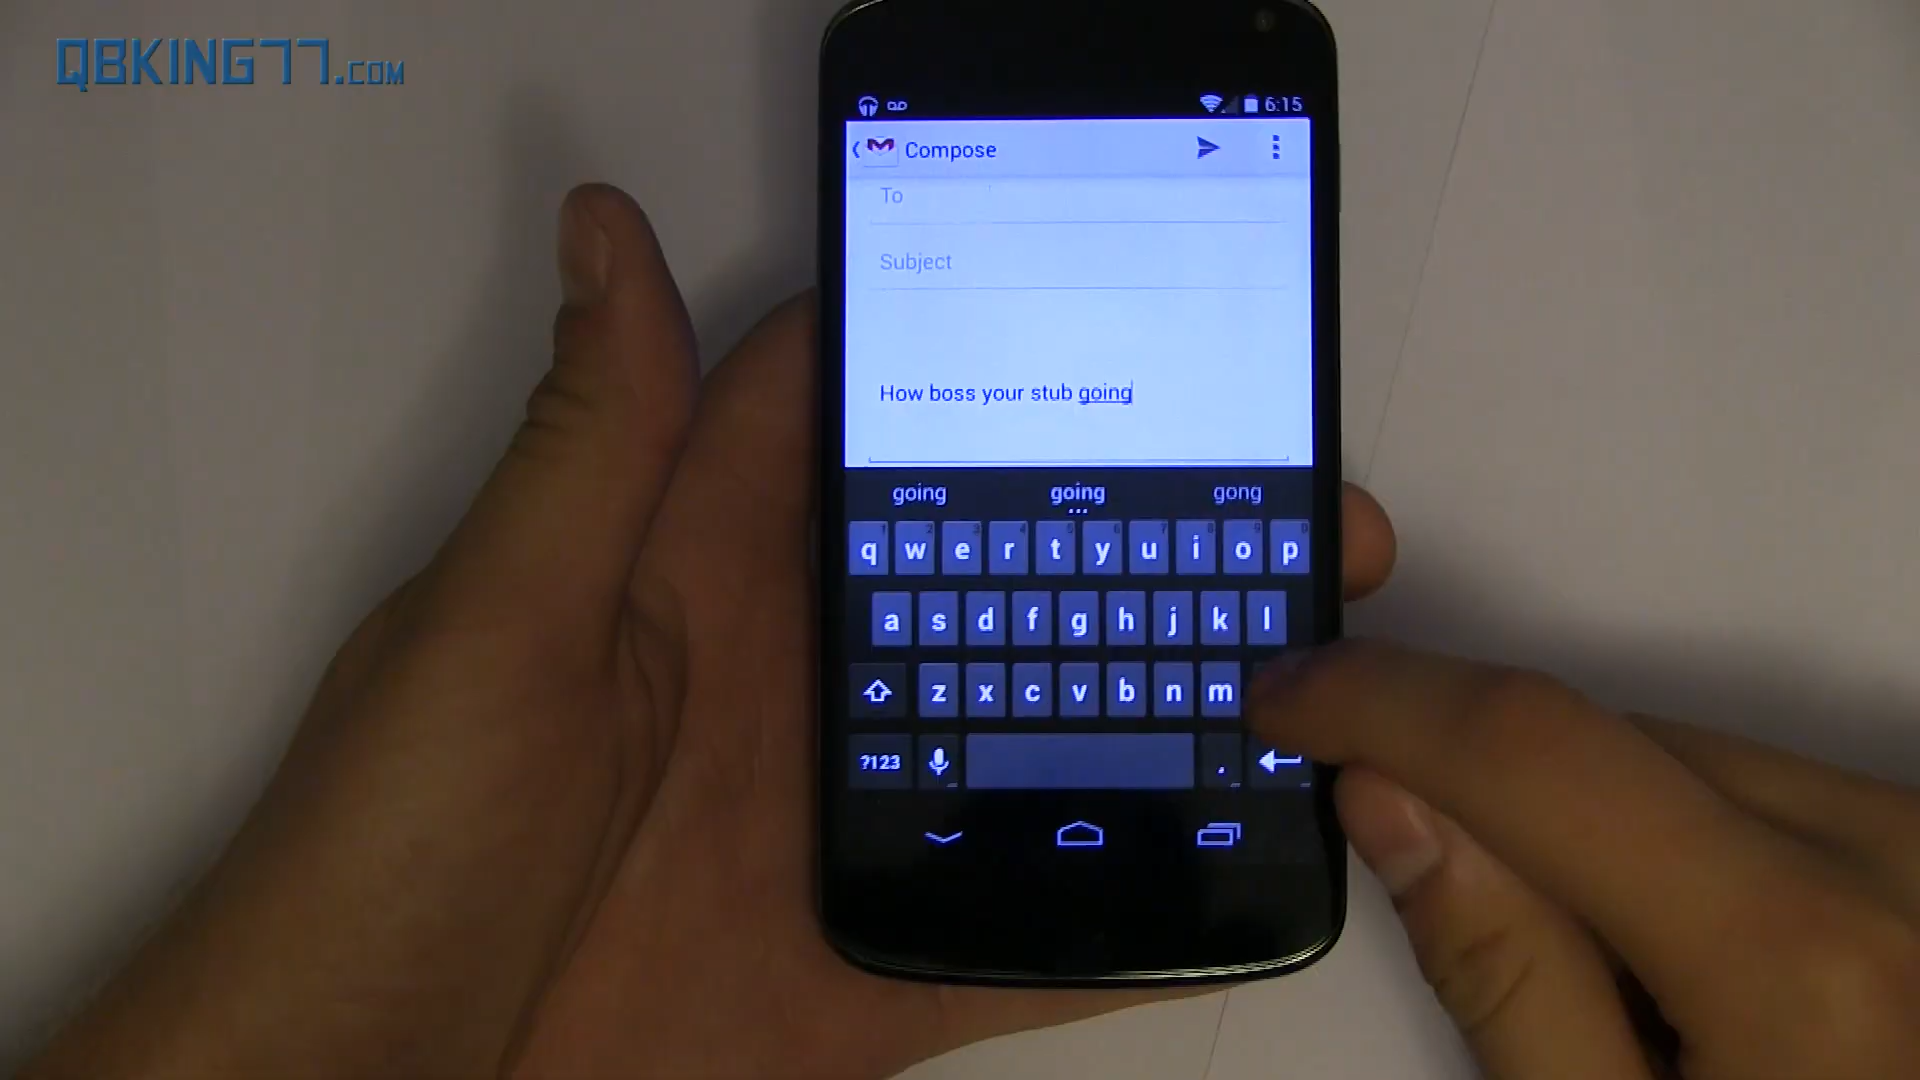 QBKING77.COM
6:15
Compose
To
Subject
How boss your stub going
going going gong
q w e r t y u i o p
a s d f g h j k l
z x c v b n m
?123 .